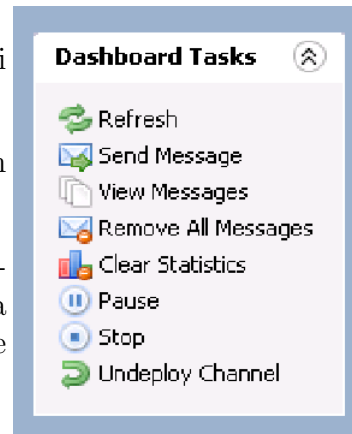 Dashboard Tasks
Refresh
Send Message
View Messages
Remove All Messages
Clear Statistics
Pause
Stop
Undeploy Channel